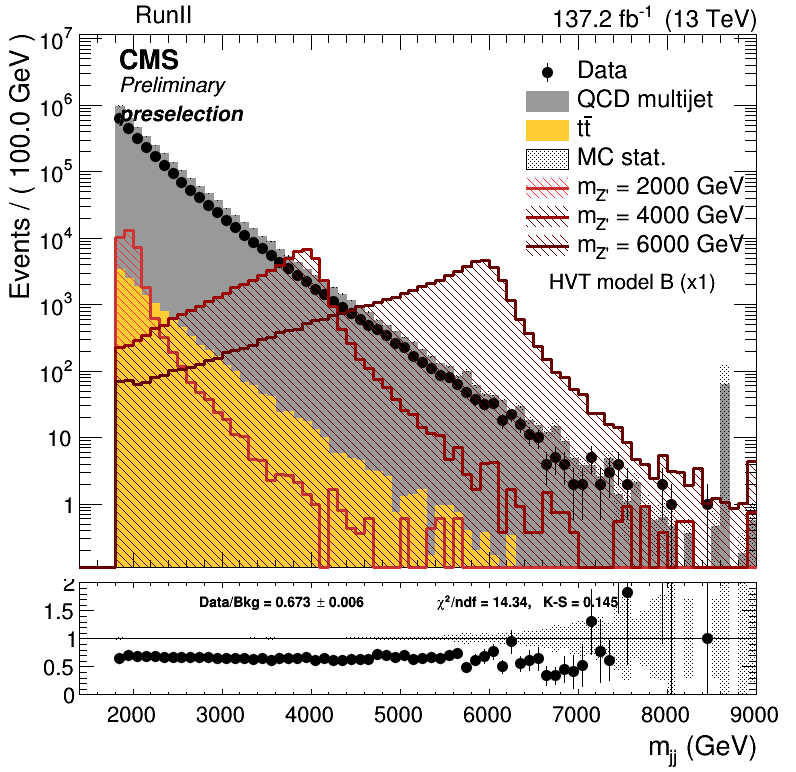 RunII
137.2 fb⁻¹ (13 TeV)
CMS
Preliminary
preselection
Data
QCD multijet
tt̄
MC stat.
m_Z' = 2000 GeV
m_Z' = 4000 GeV
m_Z' = 6000 GeV
HVT model B (x1)
Events / ( 100.0 GeV )
10⁷
10⁶
10⁵
10⁴
10³
10²
10
1
Data/Bkg = 0.673 ± 0.006
χ²/ndf = 14.34, K-S = 0.145
2
1.5
1
0.5
0
2000 3000 4000 5000 6000 7000 8000 9000
m_jj (GeV)